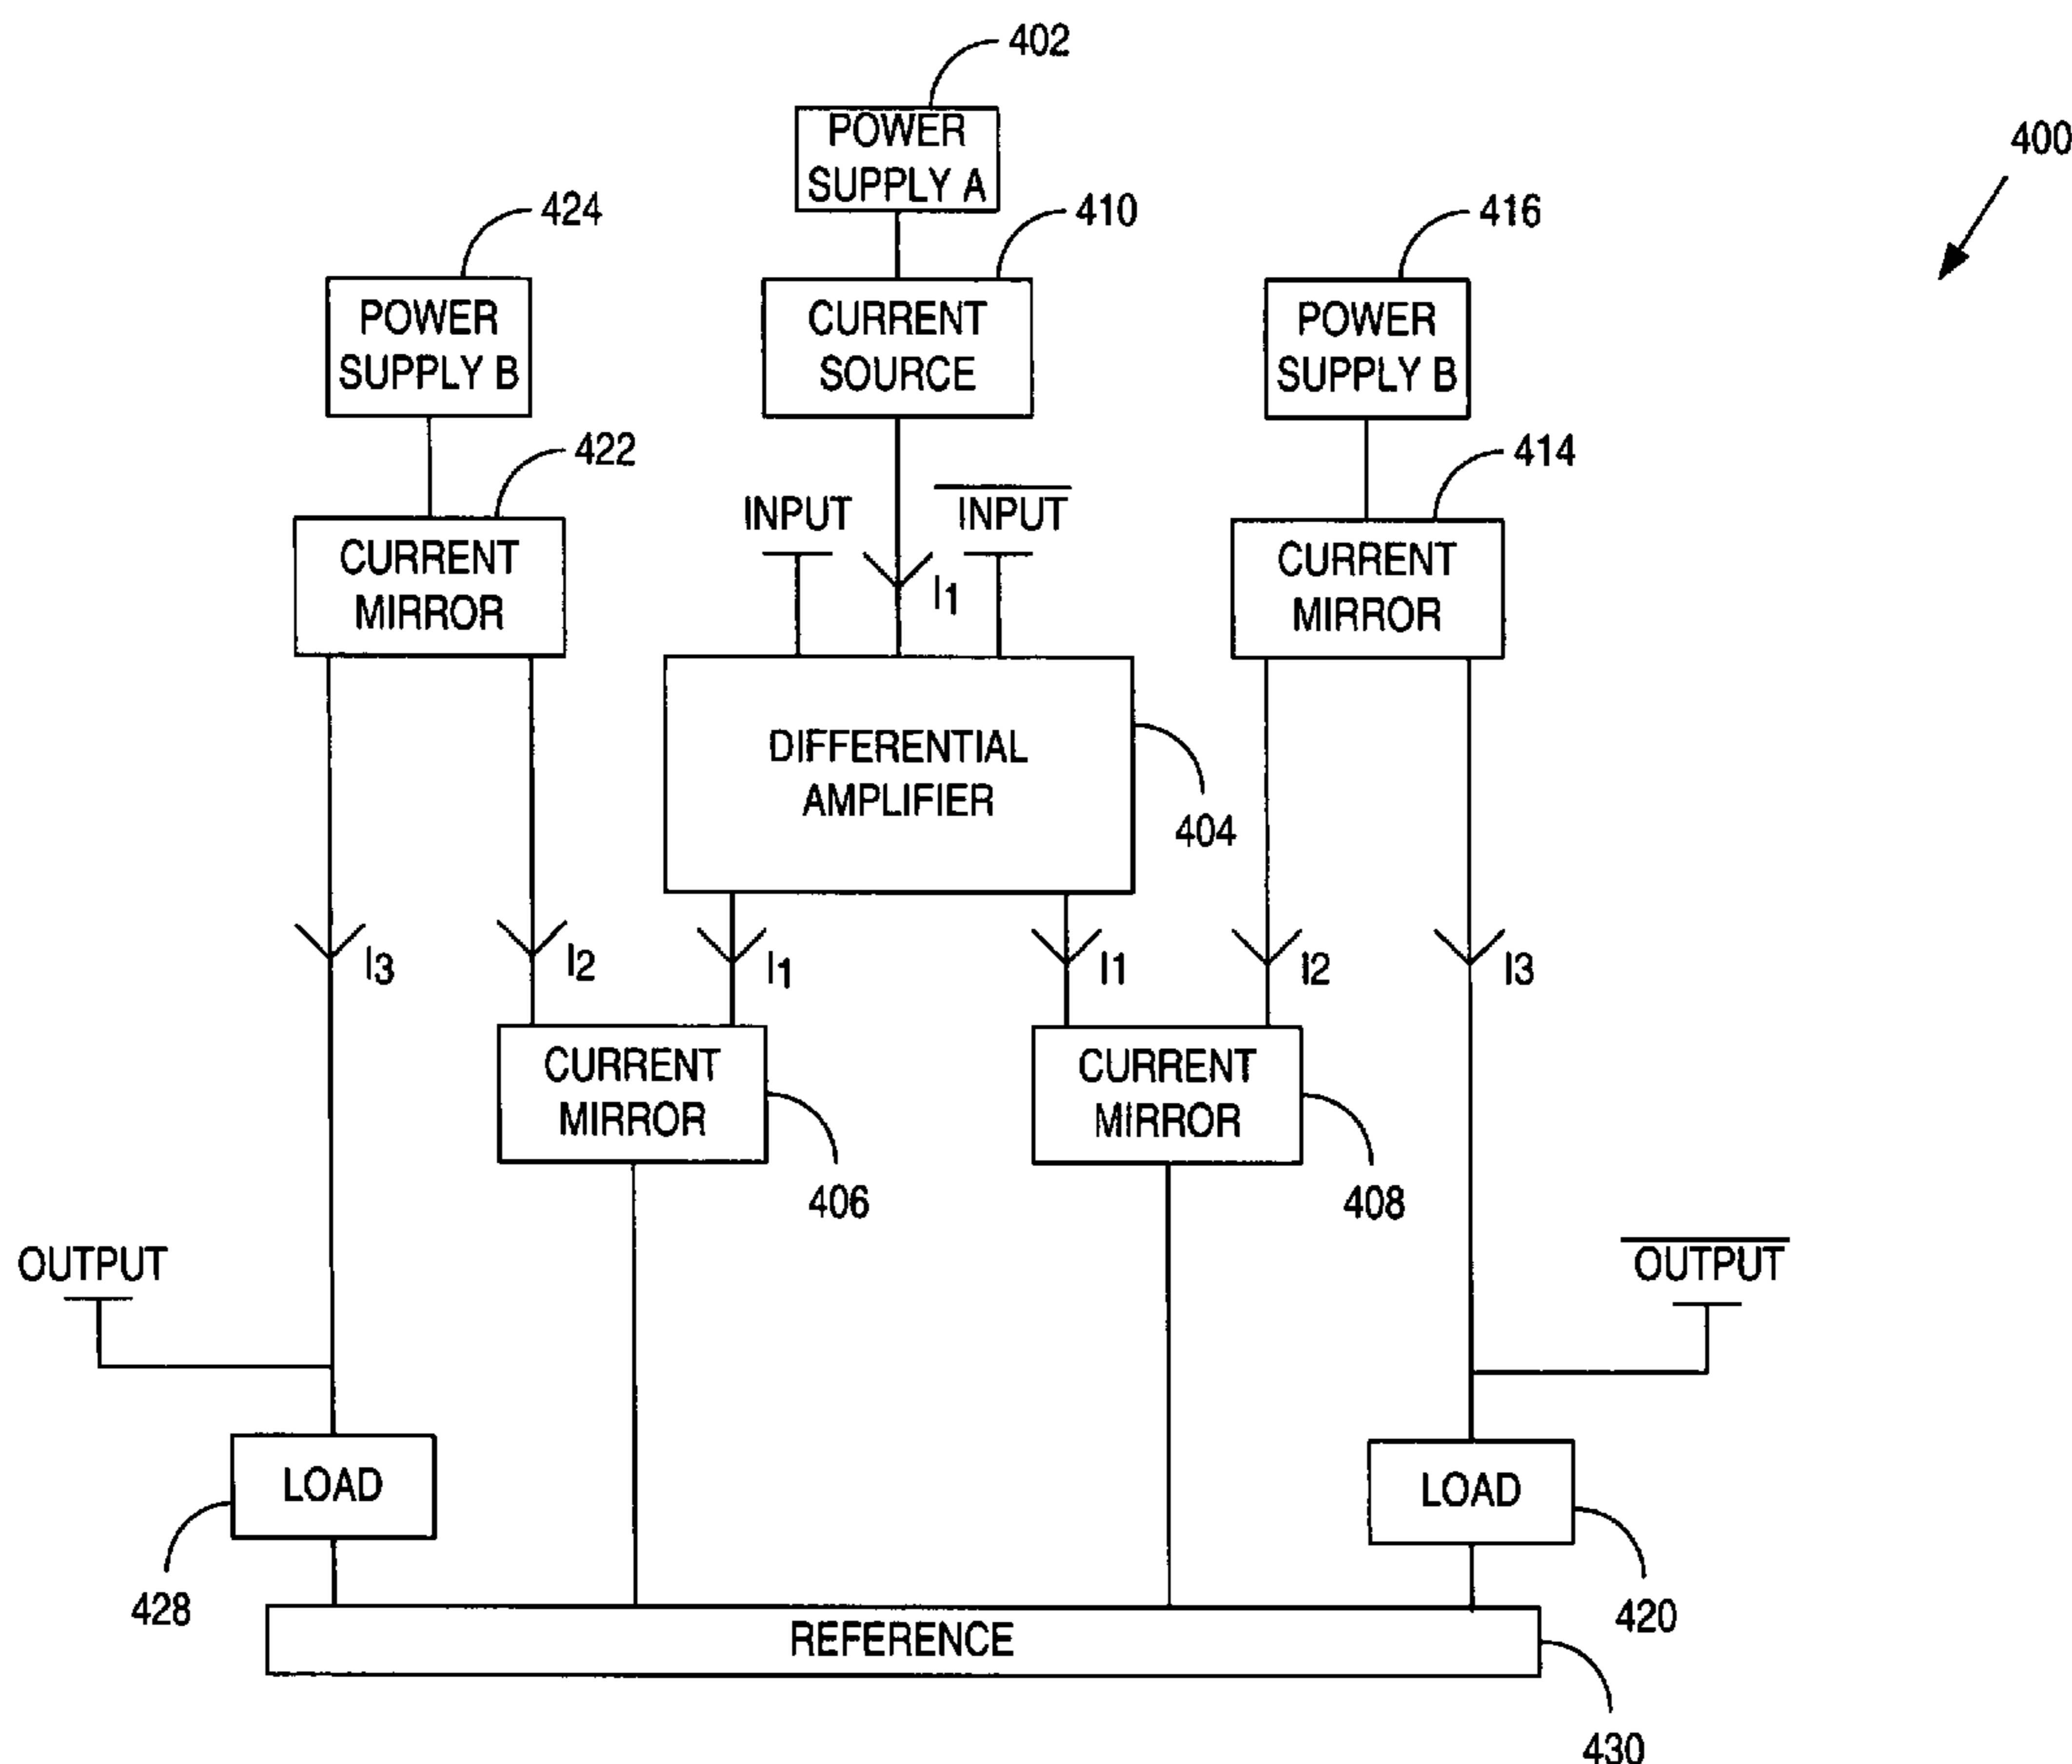 402
POWER
SUPPLY A
400
424
410
416
POWER
SUPPLY B
CURRENT
SOURCE
POWER
SUPPLY B
422
414
INPUT
INPUT
CURRENT
MIRROR
I1
CURRENT
MIRROR
DIFFERENTIAL
AMPLIFIER
404
I3
I2
I1
I1
I2
I3
CURRENT
MIRROR
CURRENT
MIRROR
406
408
OUTPUT
OUTPUT
LOAD
LOAD
428
420
REFERENCE
430